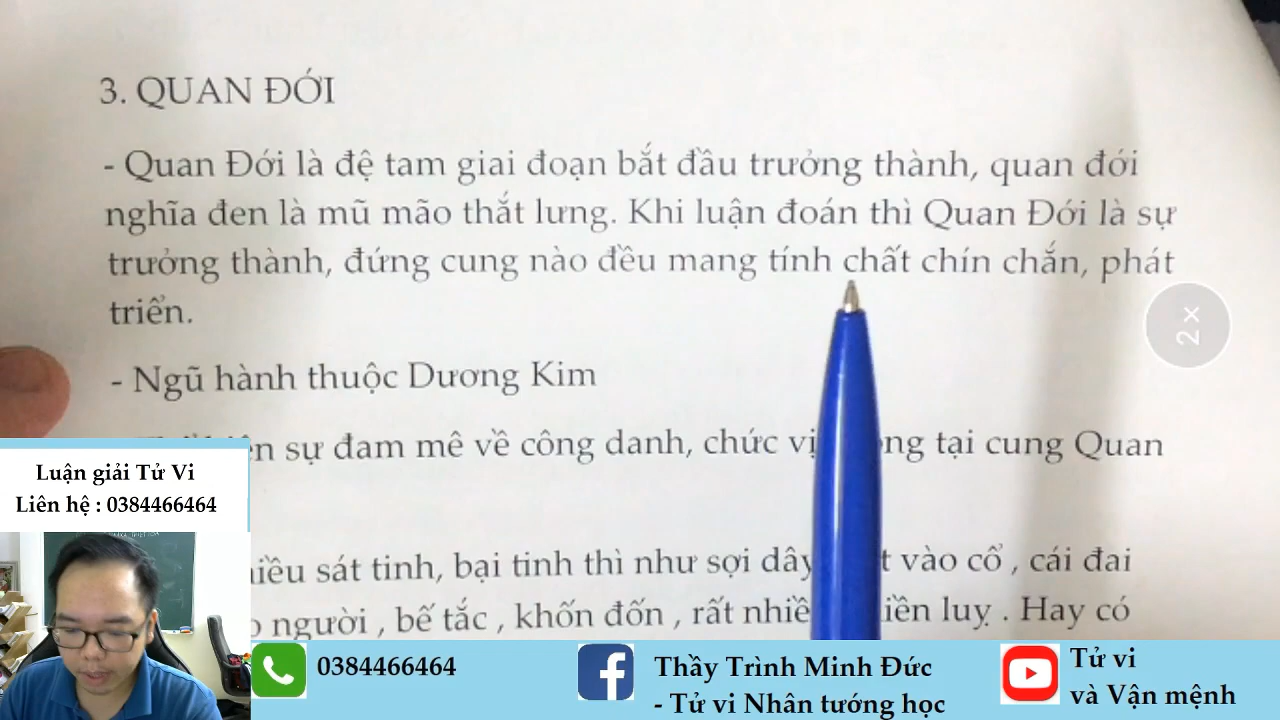 3. QUAN ĐỚI
- Quan Đới là đệ tam giai đoạn bắt đầu trưởng thành, quan đới
nghĩa đen là mũ mão thắt lưng. Khi luận đoán thì Quan Đới là sự
trưởng thành, đứng cung nào đều mang tính chất chín chắn, phát
triển.
- Ngũ hành thuộc Dương Kim
sự đam mê về công danh, chức tại cung Quan
sát tinh, bại tinh thì như sợi vào cổ , cái đai
người , bế tắc , khốn đốn , rất luỵ . Hay có
2 ×
Luận giải Tử Vi
Liên hệ : 0384466464
0384466464
Thầy Trình Minh Đức
- Tử vi Nhân tướng học
Tử vi
và Vận mệnh